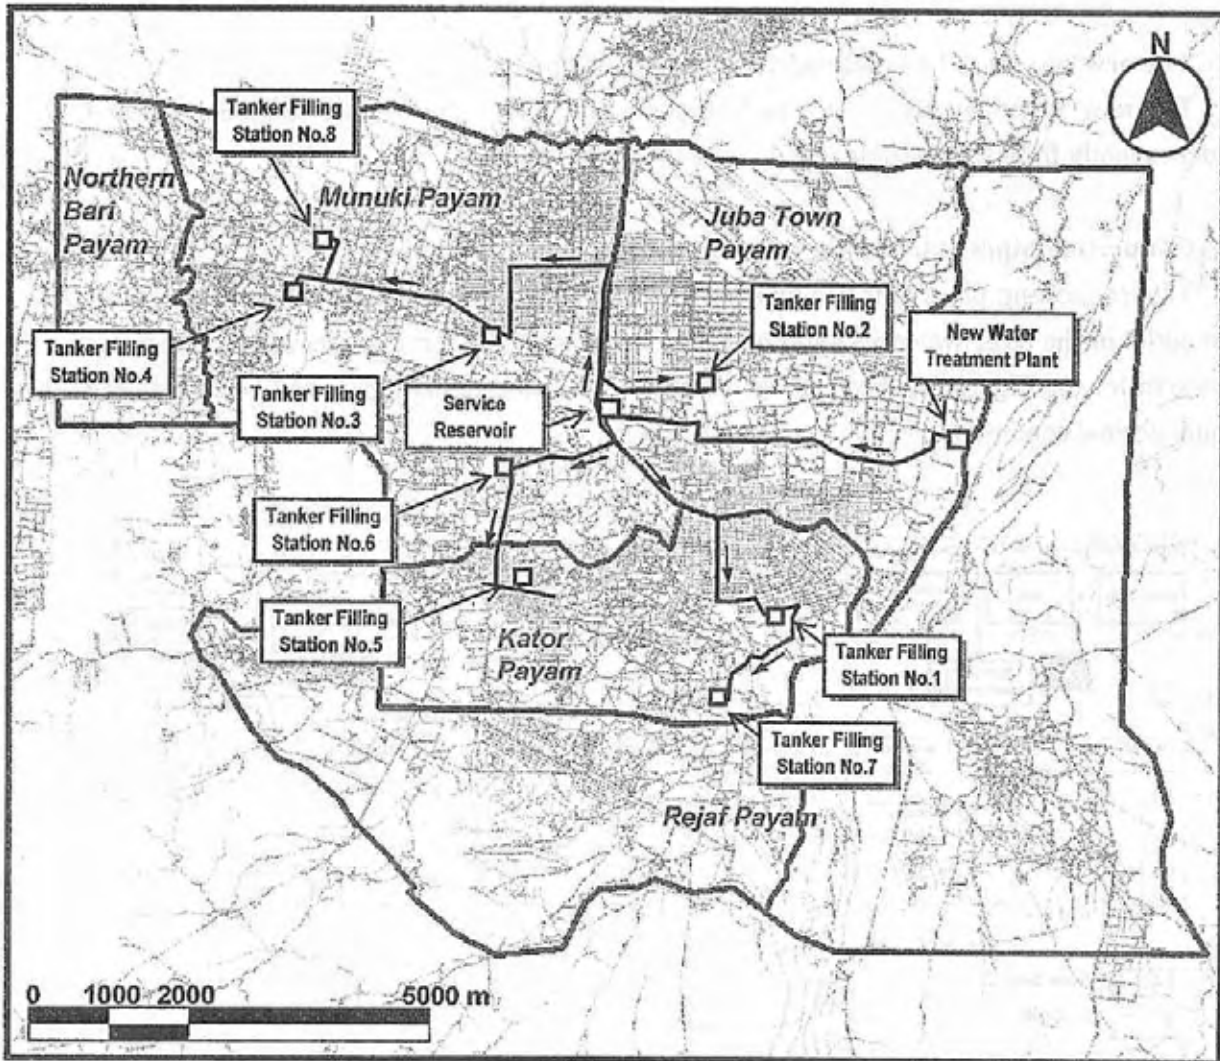 N
Tanker Filling
Station No.8
Northern
Bari
Payam
Munuki Payam
Juba Town
Payam
Tanker Filling
Station No.2
New Water
Treatment Plant
Tanker Filling
Station No.4
Tanker Filling
Station No.3
Service
Reservoir
Tanker Filling
Station No.6
Tanker Filling
Station No.5
Kator
Payam
Tanker Filling
Station No.1
Tanker Filling
Station No.7
Rejaf Payam
0 1000 2000 5000 m